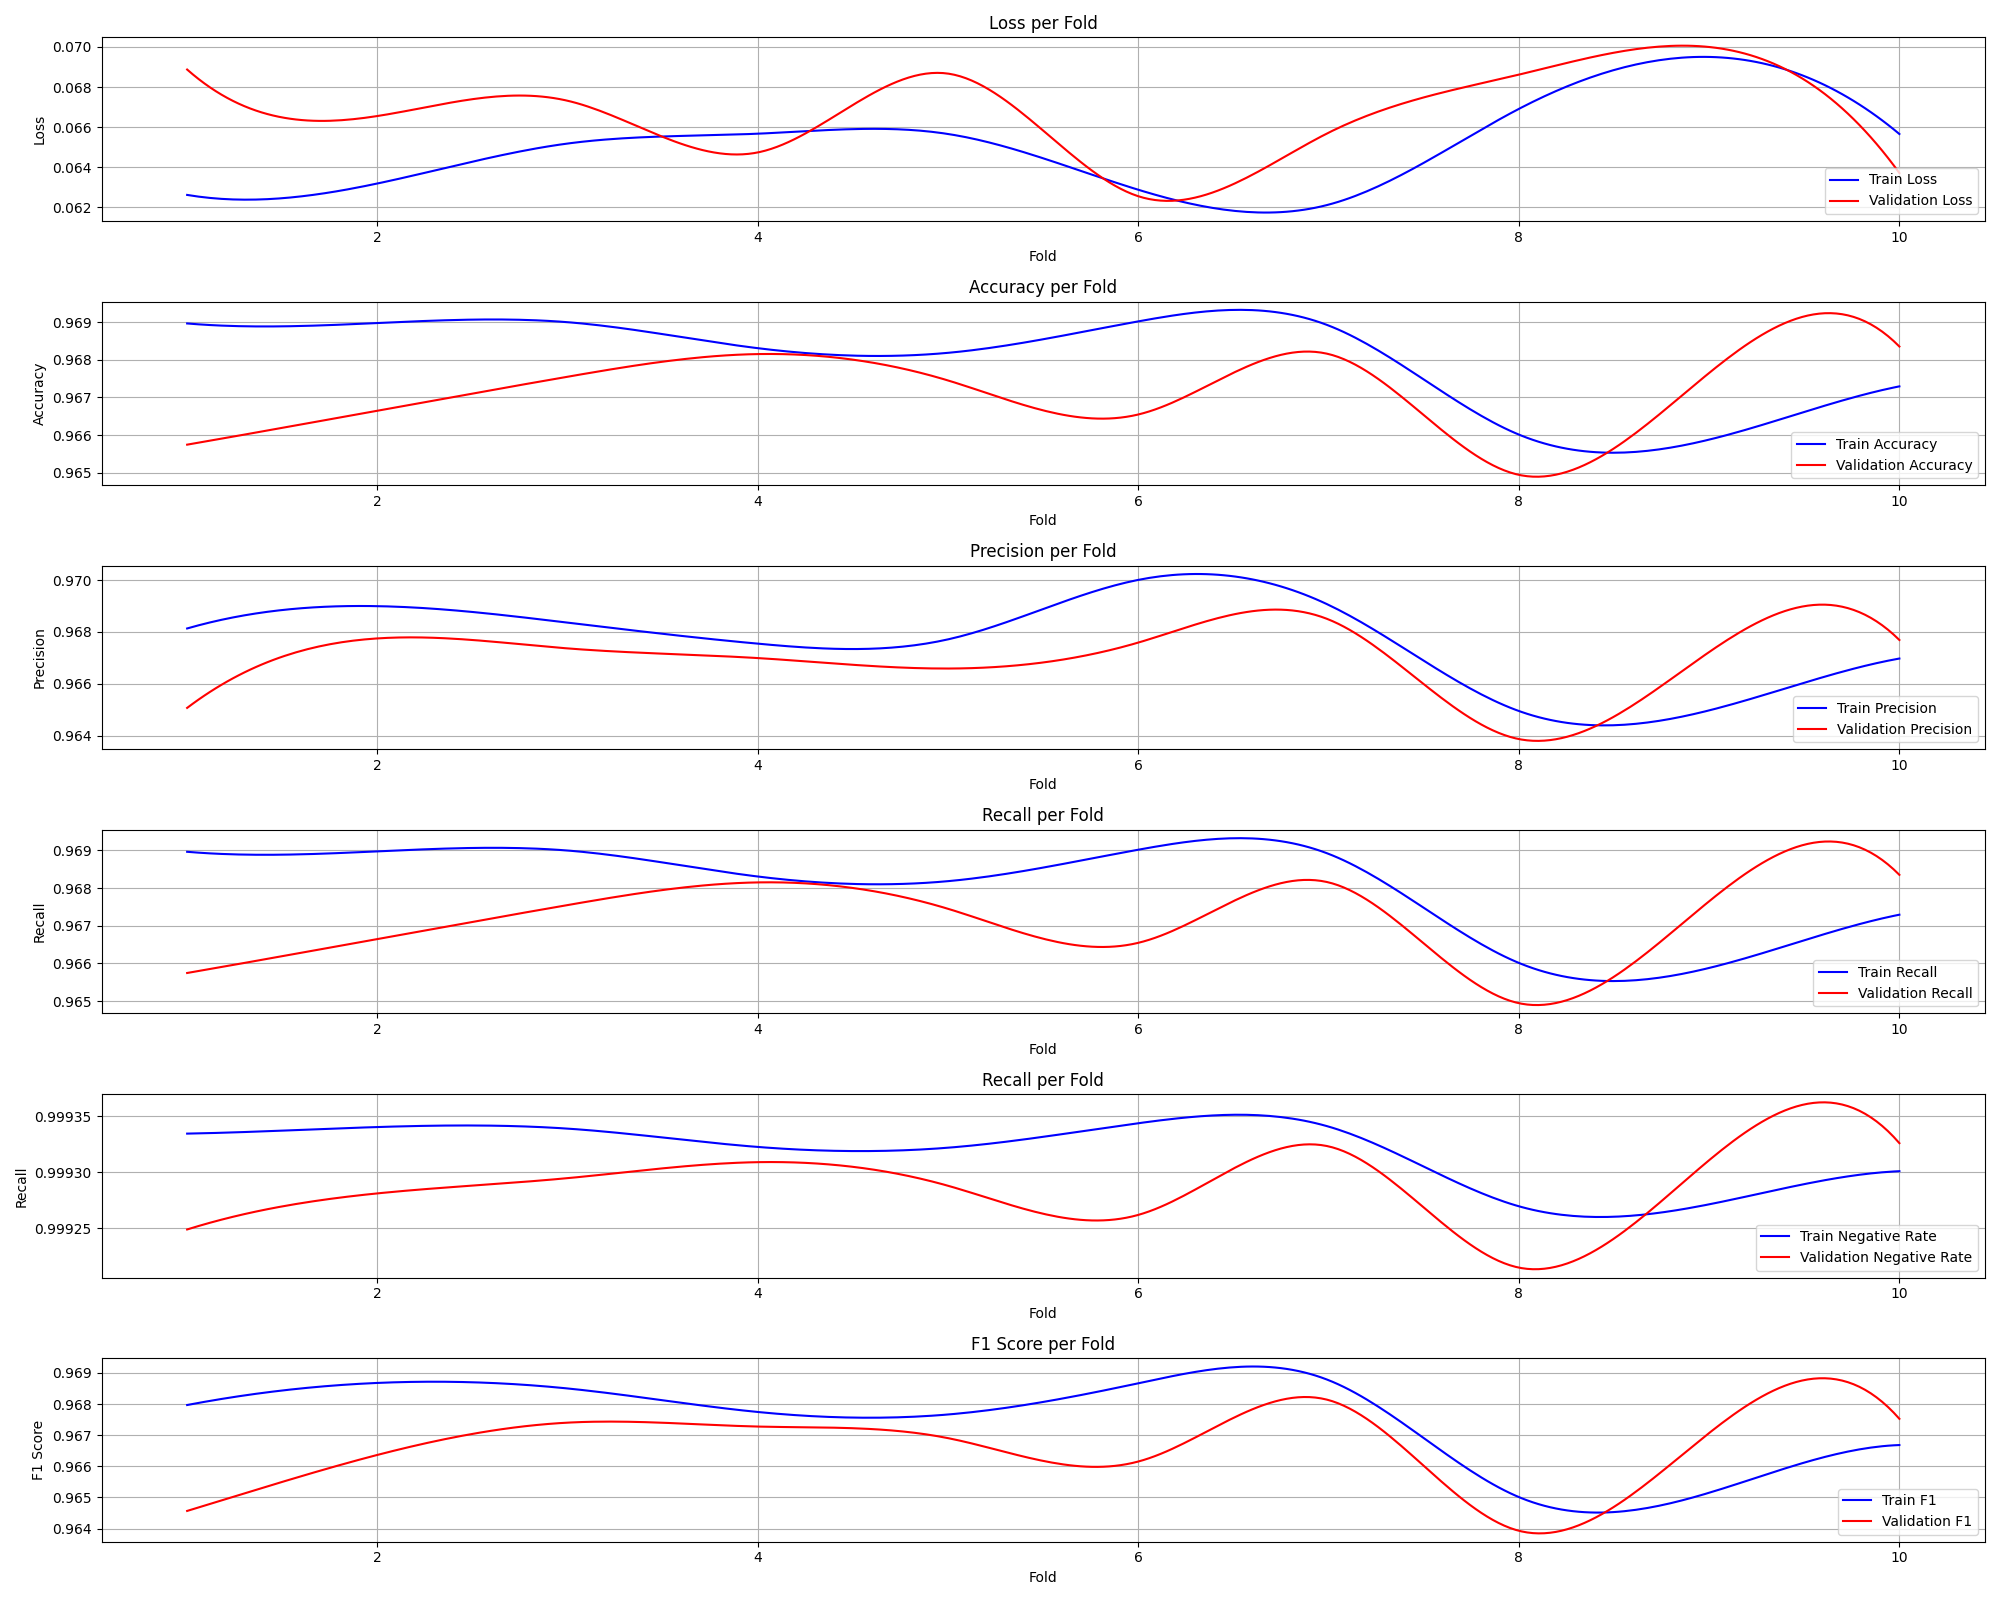 Loss per Fold
0.070
0.068
0.066
0.064
0.062
Loss
Train Loss
Validation Loss
2 4 6 8 10
Fold
Accuracy per Fold
0.969
0.968
0.967
0.966
0.965
Accuracy
Train Accuracy
Validation Accuracy
2 4 6 8 10
Fold
Precision per Fold
0.970
0.968
0.966
0.964
Precision
Train Precision
Validation Precision
2 4 6 8 10
Fold
Recall per Fold
0.969
0.968
0.967
0.966
0.965
Recall
Train Recall
Validation Recall
2 4 6 8 10
Fold
Recall per Fold
0.99935
0.99930
0.99925
Recall
Train Negative Rate
Validation Negative Rate
2 4 6 8 10
Fold
F1 Score per Fold
0.969
0.968
0.967
0.966
0.965
0.964
F1 Score
Train F1
Validation F1
2 4 6 8 10
Fold